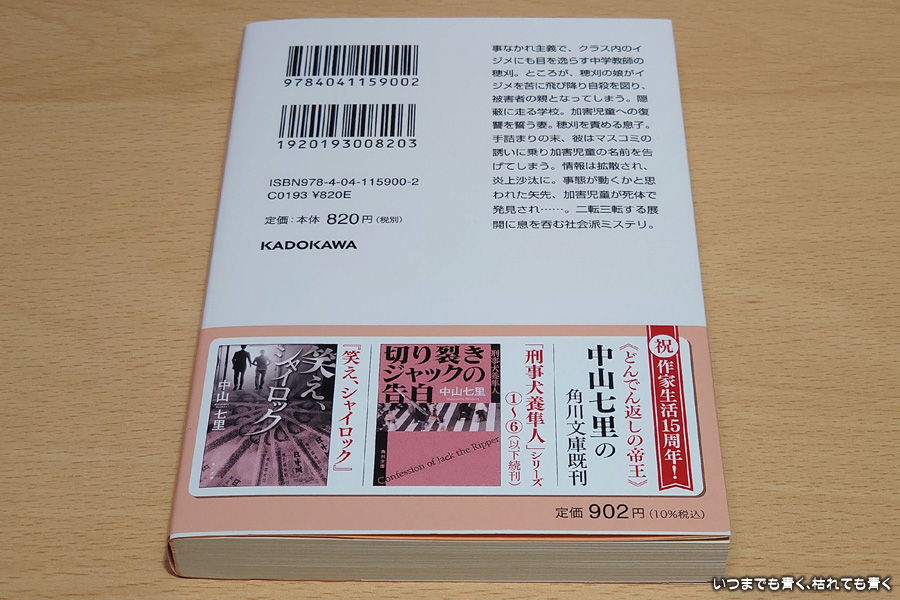 9784041159002
1920193008203
ISBN978-4-04-115900-2
C0193 ¥820E
定価：本体 820円（税別）
KADOKAWA
事なかれ主義で、クラス内のイ
ジメにも目を逸らす中学教師の
穂刈。ところが、穂刈の娘がイ
ジメを苦に飛び降り自殺を図り、
被害者の親となってしまう。隠
蔽に走る学校。加害児童への復
讐を誓う妻。穂刈を責める息子。
手詰まりの末、彼はマスコミの
誘いに乗り加害児童の名前を告
げてしまう。情報は拡散され、
炎上沙汰に。事態が動くかと思
われた矢先、加害児童が死体で
発見され……。二転三転する展
開に息を呑む社会派ミステリ。
祝 作家生活15周年！
《どんでん返しの帝王》
中山七里の
角川文庫既刊
「刑事犬養隼人」シリーズ
①～⑥（以下続刊）
切り裂き
ジャックの
告白
刑事犬養隼人
中山七里
角川文庫
Confession of Jack the Ripper
『笑え、シャイロック』
笑え、
シャイロック
中山七里
定価 902円（10%税込）
いつまでも青く、枯れても青く